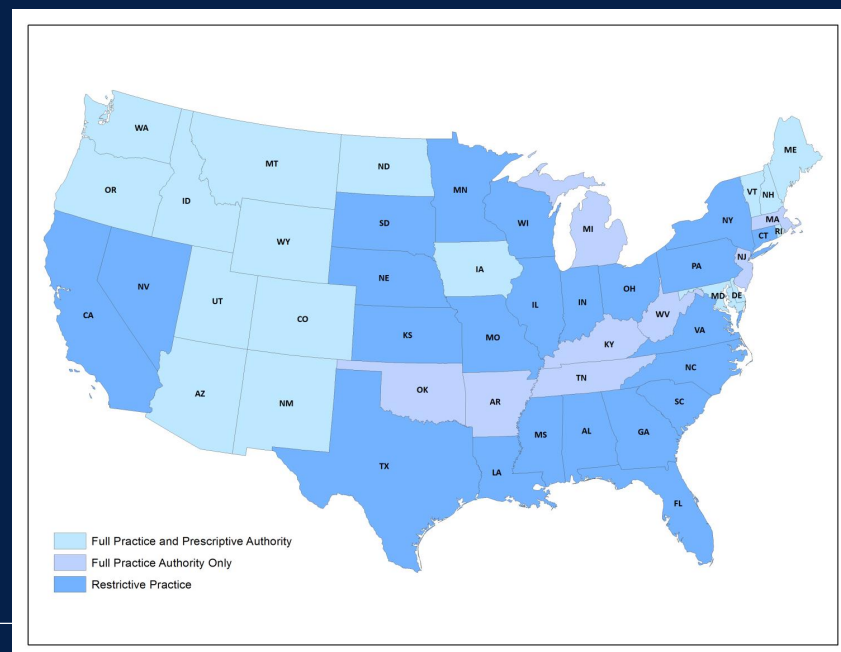 WA
MT
ND
ME
OR
ID
MN
VT
NH
SD
WI
NY
MA
WY
MI
CT
RI
IA
PA
NJ
NV
NE
OH
MD
DE
UT
IL
IN
CA
CO
WV
VA
KS
MO
KY
NC
AZ
NM
OK
AR
TN
SC
MS
AL
GA
TX
LA
FL
Full Practice and Prescriptive Authority
Full Practice Authority Only
Restrictive Practice